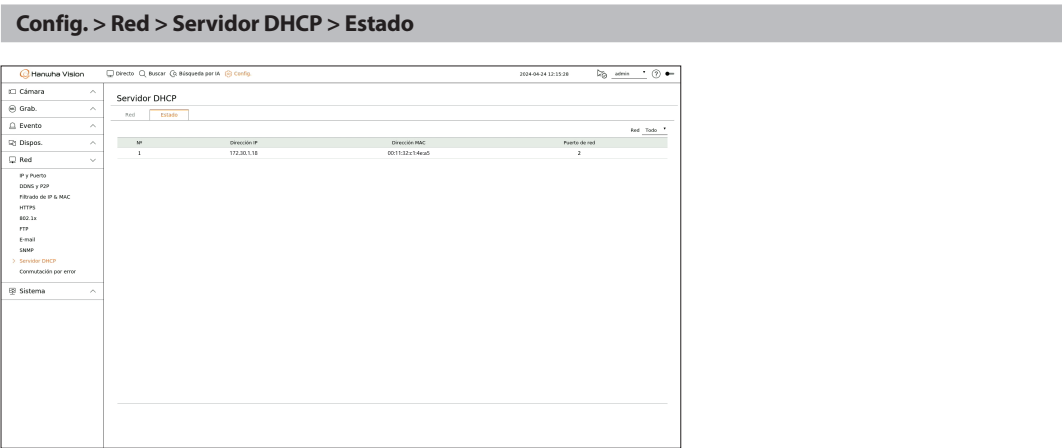 Config. > Red > Servidor DHCP > Estado
Hanwha Vision
Directo Buscar Búsqueda por IA Config.
2024-04-24 12:15:28 admin
Cámara
Grab.
Evento
Dispos.
Red
IP y Puerto
DDNS y P2P
Filtrado de IP & MAC
HTTPS
802.1x
FTP
E-mail
SNMP
> Servidor DHCP
Conmutación por error
Sistema
Servidor DHCP
Red Estado
Red Todo
Nº Dirección IP Dirección MAC Puerto de red
1 172.30.1.18 00:11:32:c1:4e:a5 2